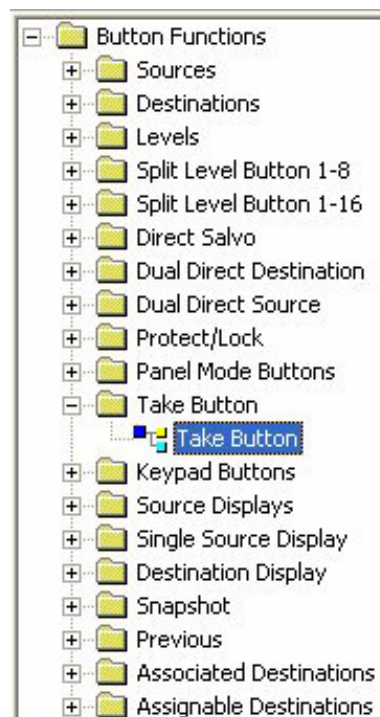 Button Functions
Sources
Destinations
Levels
Split Level Button 1-8
Split Level Button 1-16
Direct Salvo
Dual Direct Destination
Dual Direct Source
Protect/Lock
Panel Mode Buttons
Take Button
Take Button
Keypad Buttons
Source Displays
Single Source Display
Destination Display
Snapshot
Previous
Associated Destinations
Assignable Destinations